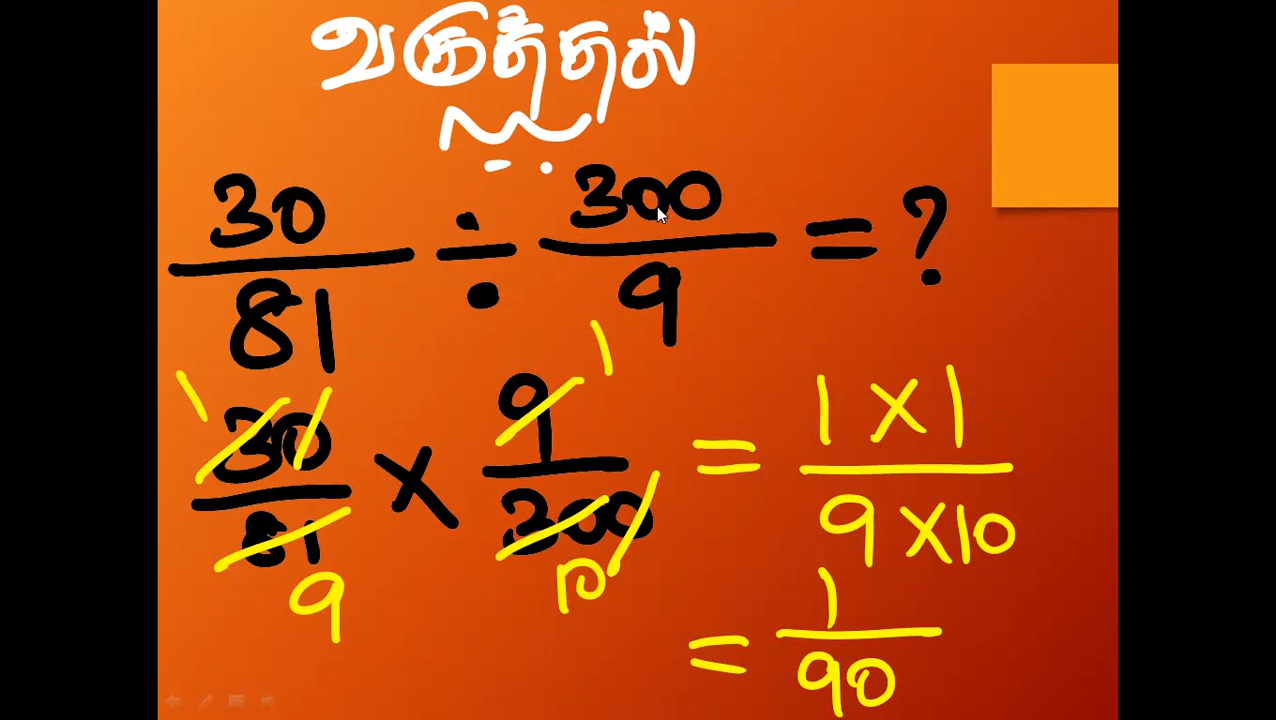 வகுத்தல்
30/81 ÷ 300/9 = ?
30/81 × 9/300 = 1 × 1 / 9 × 10
1 1
9 10
= 1/90